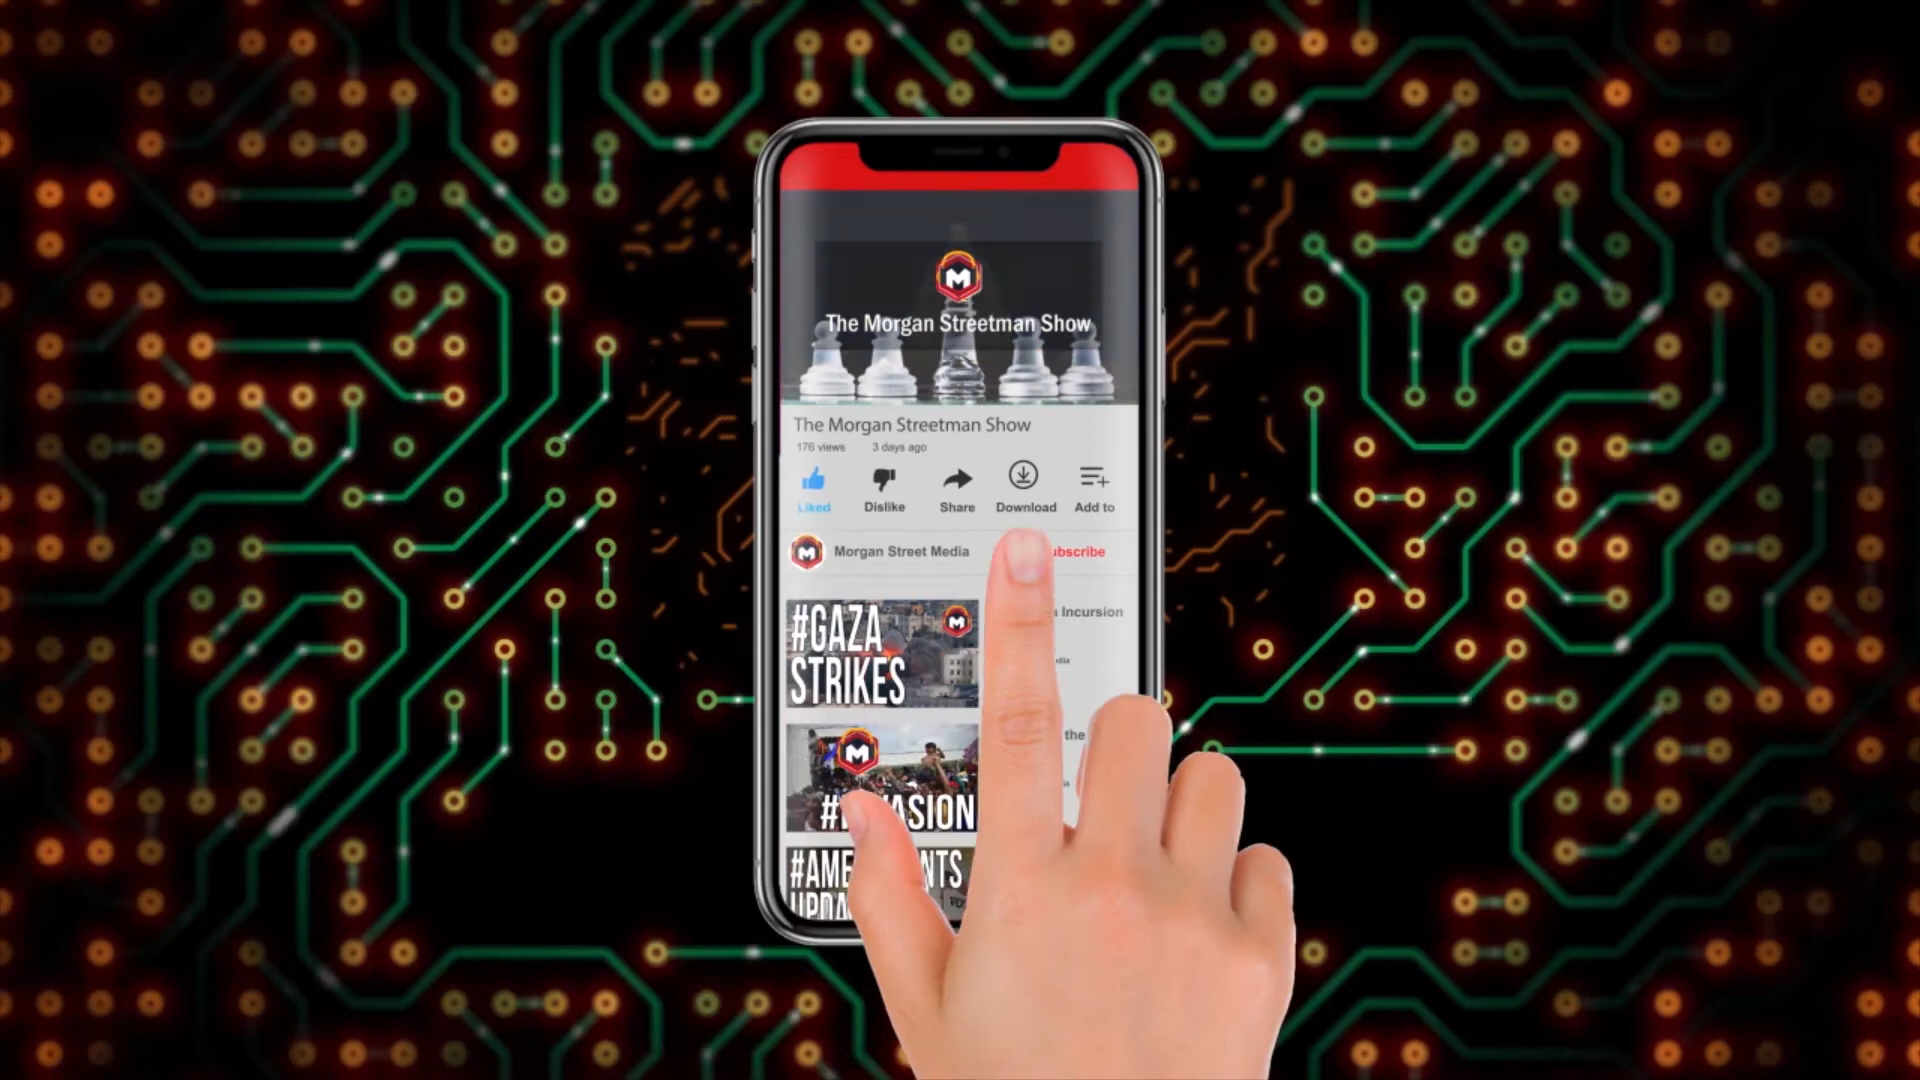 M
The Morgan Streetman Show
The Morgan Streetman Show
176 views 3 days ago
Liked Dislike Share Download Add to
M Morgan Street Media ubscribe
#GAZA M
STRIKES
Incursion
M
the
#
ASION
#AME NTS